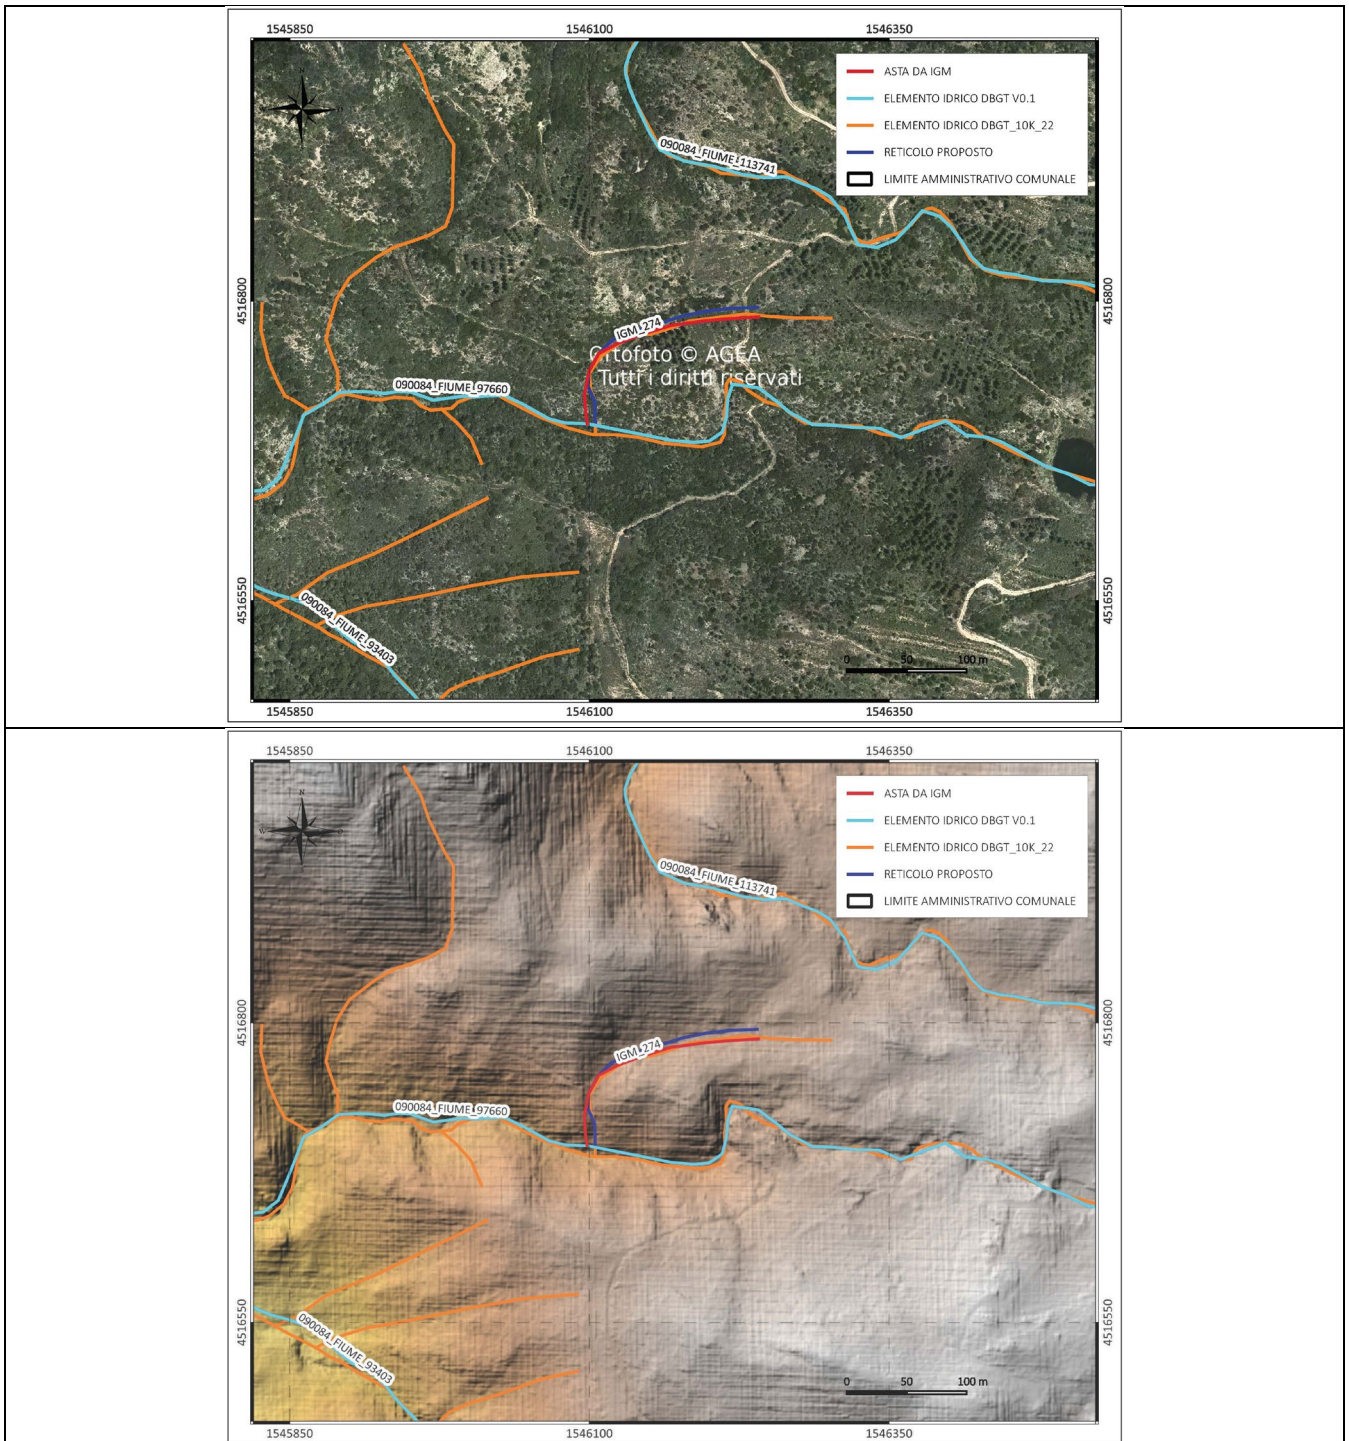 1545850 1546100 1546350
ASTA DA IGM
ELEMENTO IDRICO DBGT V0.1
ELEMENTO IDRICO DBGT_10K_22
RETICOLO PROPOSTO
LIMITE AMMINISTRATIVO COMUNALE
090084_FIUME_113741
4516800 4516800
IGM_274
Ortofoto © AGEA
Tutti i diritti riservati
090084_FIUME_97660
4516550 4516550
090084_FIUME_93403
0 50 100 m
1545850 1546100 1546350
1545850 1546100 1546350
N
ASTA DA IGM
ELEMENTO IDRICO DBGT V0.1
ELEMENTO IDRICO DBGT_10K_22
RETICOLO PROPOSTO
LIMITE AMMINISTRATIVO COMUNALE
090084_FIUME_113741
4516800 4516800
IGM_274
090084_FIUME_97660
4516550 4516550
090084_FIUME_93403
0 50 100 m
1545850 1546100 1546350